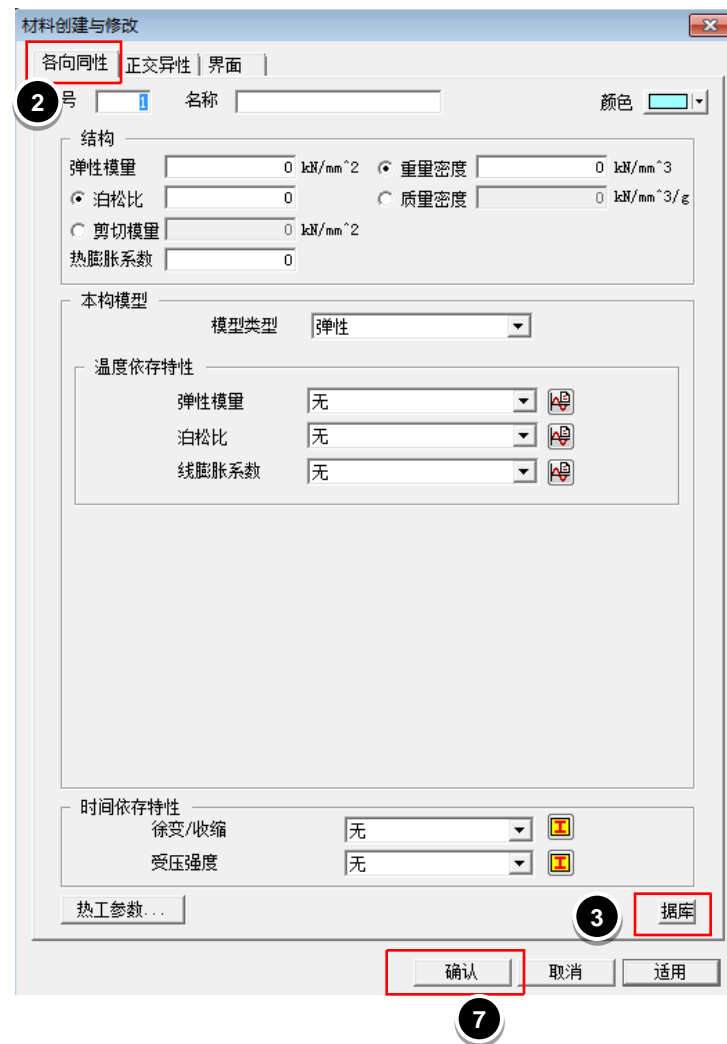 材料创建与修改
各向同性 正交异性 界面
2 号 1 名称 颜色
结构
弹性模量 0 kN/mm^2 重量密度 0 kN/mm^3
泊松比 0 质量密度 0 kN/mm^3/g
剪切模量 0 kN/mm^2
热膨胀系数 0
本构模型
模型类型 弹性
温度依存特性
弹性模量 无
泊松比 无
线膨胀系数 无
时间依存特性
徐变/收缩 无
受压强度 无
热工参数... 3 据库
确认 取消 适用
7